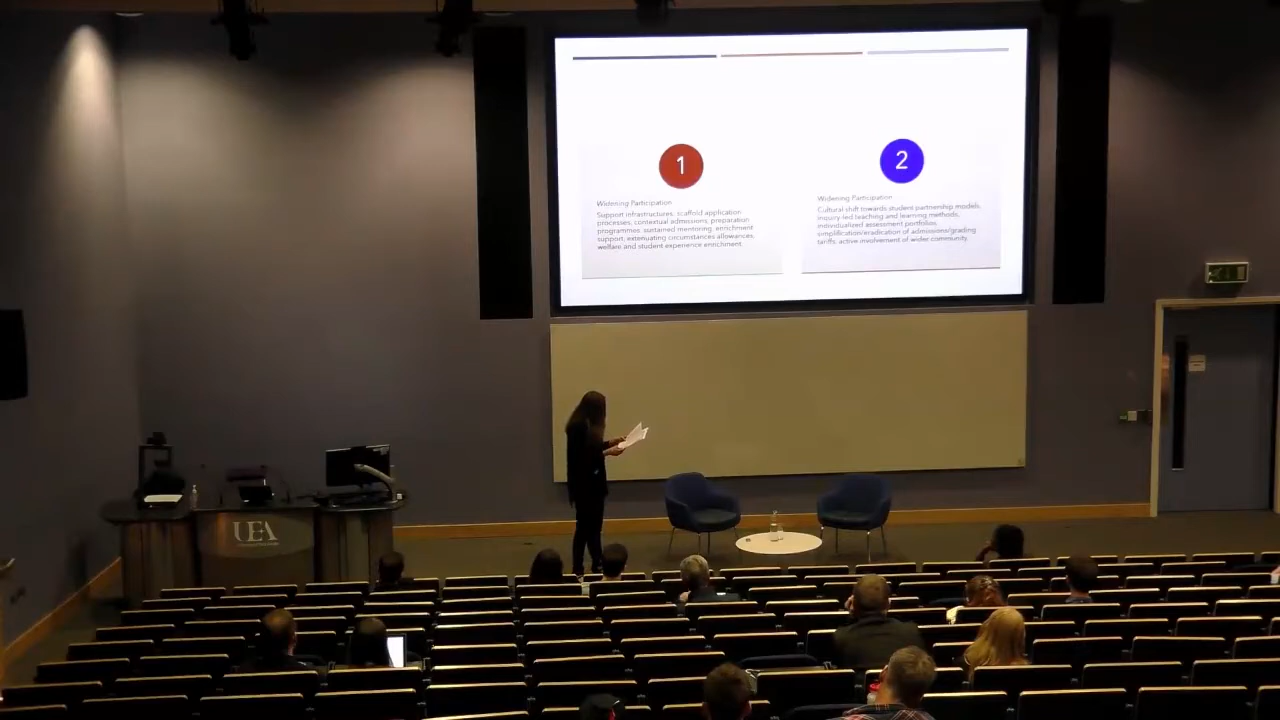 1
Widening Participation
Support infrastructures, scaffold application
processes, contextual admissions, preparation
programmes, sustained mentoring, enrichment
support, extenuating circumstances allowances,
welfare and student experience enrichment.
2
Widening Participation
Cultural shift towards student partnership models,
inquiry-led teaching and learning methods,
individualized assessment portfolios,
simplification/eradication of admissions/grading
tariffs; active involvement of wider community.
UEA